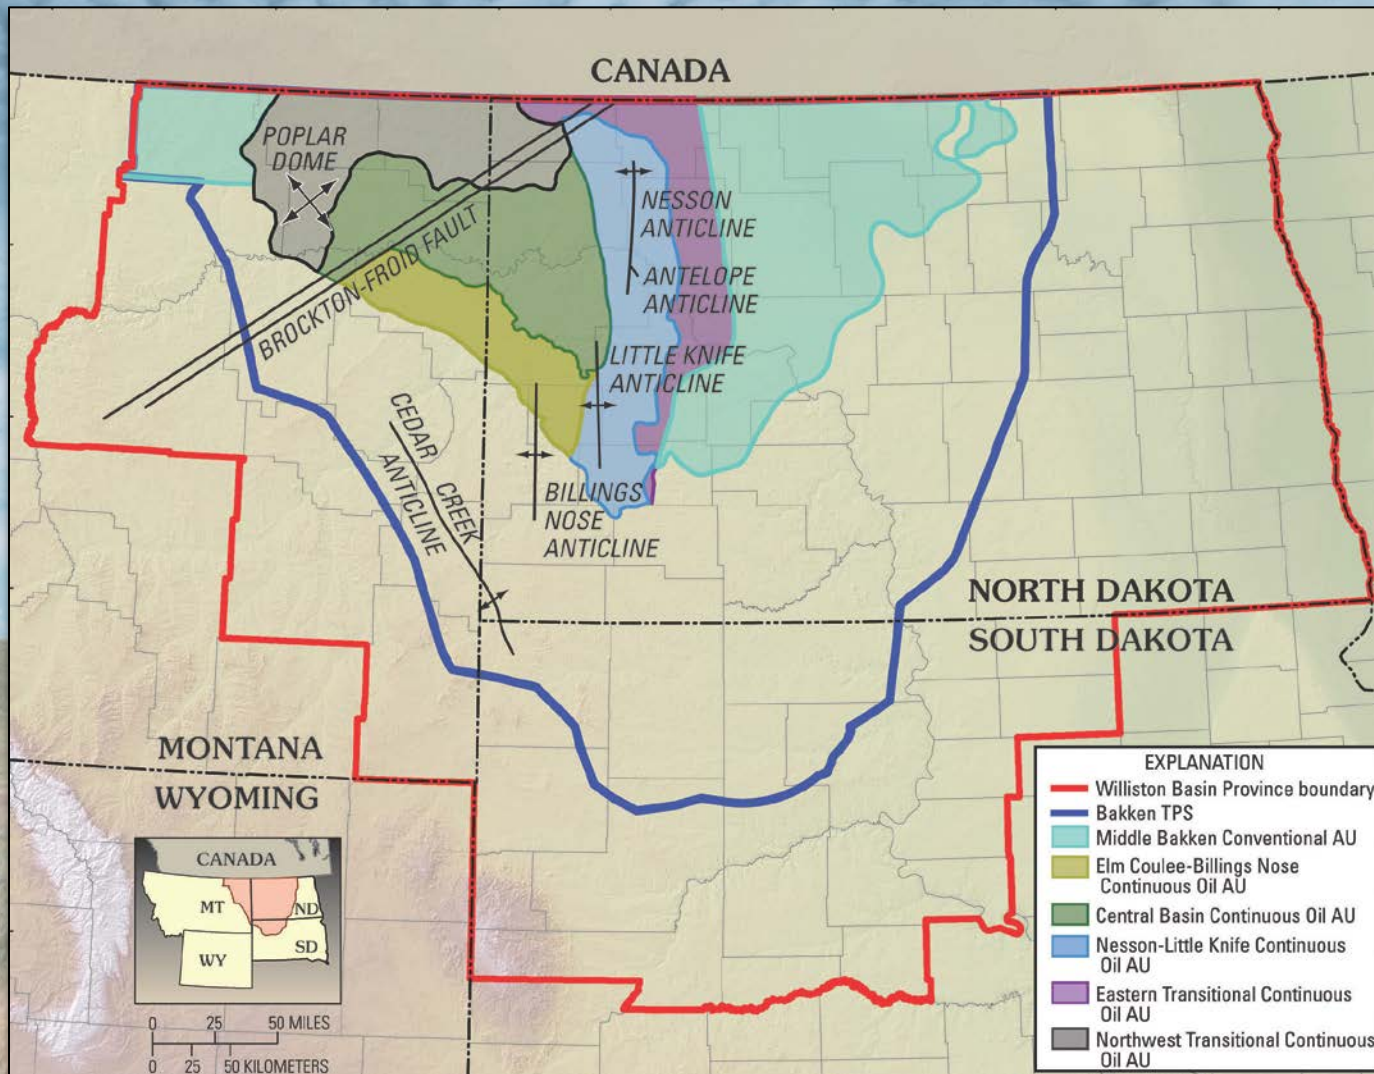 CANADA
POPLAR
DOME
BROCKTON-FROID FAULT
NESSON
ANTICLINE
ANTELOPE
ANTICLINE
LITTLE KNIFE
ANTICLINE
CEDAR CREEK
ANTICLINE
BILLINGS
NOSE
ANTICLINE
NORTH DAKOTA
SOUTH DAKOTA
MONTANA
WYOMING
EXPLANATION
Williston Basin Province boundary
Bakken TPS
Middle Bakken Conventional AU
Elm Coulee-Billings Nose
Continuous Oil AU
Central Basin Continuous Oil AU
Nesson-Little Knife Continuous
Oil AU
Eastern Transitional Continuous
Oil AU
Northwest Transitional Continuous
Oil AU
CANADA
MT
ND
SD
WY
0 25 50 MILES
0 25 50 KILOMETERS